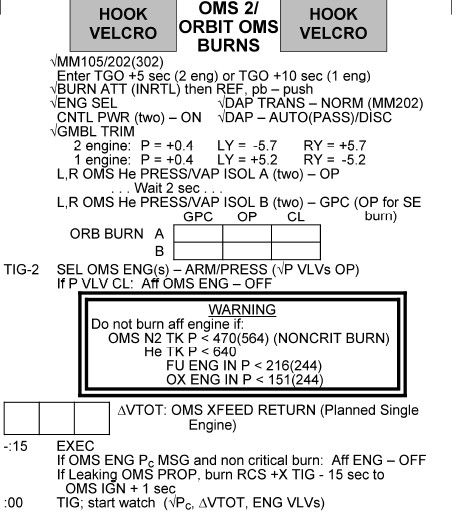 HOOK
VELCRO
OMS 2/
ORBIT OMS
BURNS
HOOK
VELCRO
√MM105/202(302)
Enter TGO +5 sec (2 eng) or TGO +10 sec (1 eng)
√BURN ATT (INRTL) then REF, pb – push
√ENG SEL √DAP TRANS – NORM (MM202)
CNTL PWR (two) – ON √DAP – AUTO(PASS)/DISC
√GMBL TRIM
2 engine: P = +0.4 LY = -5.7 RY = +5.7
1 engine: P = +0.4 LY = +5.2 RY = -5.2
L,R OMS He PRESS/VAP ISOL A (two) – OP
. . . Wait 2 sec . . .
L,R OMS He PRESS/VAP ISOL B (two) – GPC (OP for SE
burn)
GPC OP CL
ORB BURN A
B
TIG-2 SEL OMS ENG(s) – ARM/PRESS (√P VLVs OP)
If P VLV CL: Aff OMS ENG – OFF
WARNING
Do not burn aff engine if:
OMS N2 TK P < 470(564) (NONCRIT BURN)
He TK P < 640
FU ENG IN P < 216(244)
OX ENG IN P < 151(244)
ΔVTOT: OMS XFEED RETURN (Planned Single
Engine)
-:15 EXEC
If OMS ENG Pc MSG and non critical burn: Aff ENG – OFF
If Leaking OMS PROP, burn RCS +X TIG - 15 sec to
OMS IGN + 1 sec
:00 TIG; start watch (√Pc, ΔVTOT, ENG VLVs)